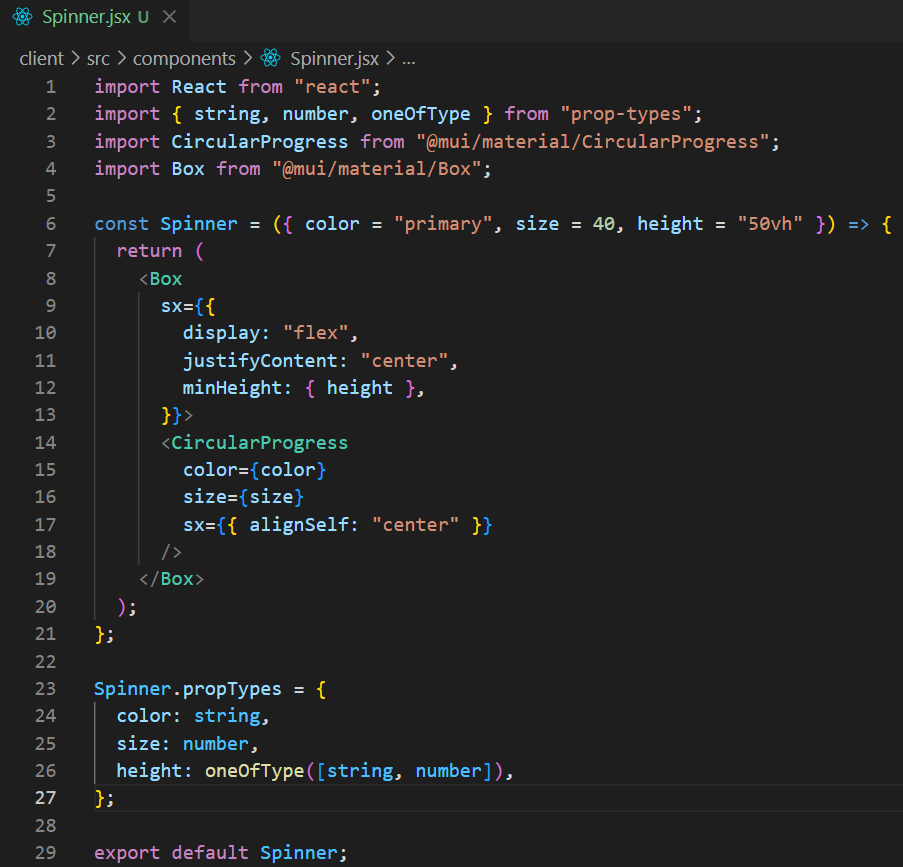 Spinner.jsx U
client > src > components > Spinner.jsx > ...
1 import React from "react";
2 import { string, number, oneOfType } from "prop-types";
3 import CircularProgress from "@mui/material/CircularProgress";
4 import Box from "@mui/material/Box";
5
6 const Spinner = ({ color = "primary", size = 40, height = "50vh" }) => {
7   return (
8     <Box
9       sx={{
10         display: "flex",
11         justifyContent: "center",
12         minHeight: { height },
13       }}>
14       <CircularProgress
15         color={color}
16         size={size}
17         sx={{ alignSelf: "center" }}
18       />
19     </Box>
20   );
21 };
22
23 Spinner.propTypes = {
24   color: string,
25   size: number,
26   height: oneOfType([string, number]),
27 };
28
29 export default Spinner;